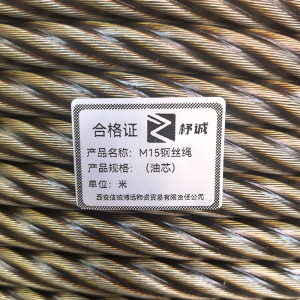 合格证 杼诚
产品名称: M15钢丝绳
产品规格: (油芯)
单位: 米
西安信诚博远物资贸易有限责任公司